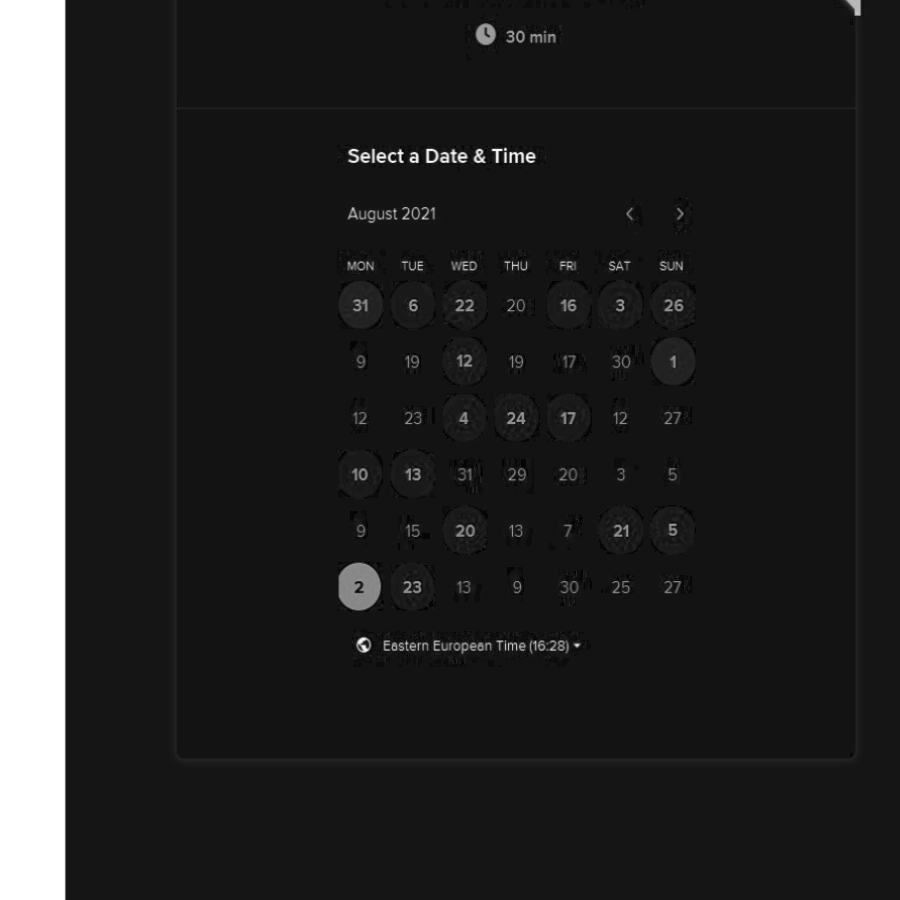 30 min
Select a Date & Time
August 2021
MON TUE WED THU FRI SAT SUN
31 6 22 20 16 3 26
9 19 12 19 17 30 1
12 23 4 24 17 12 27
10 13 31 29 20 3 5
9 15 20 13 7 21 5
2 23 13 9 30 25 27
Eastern European Time (16:28)